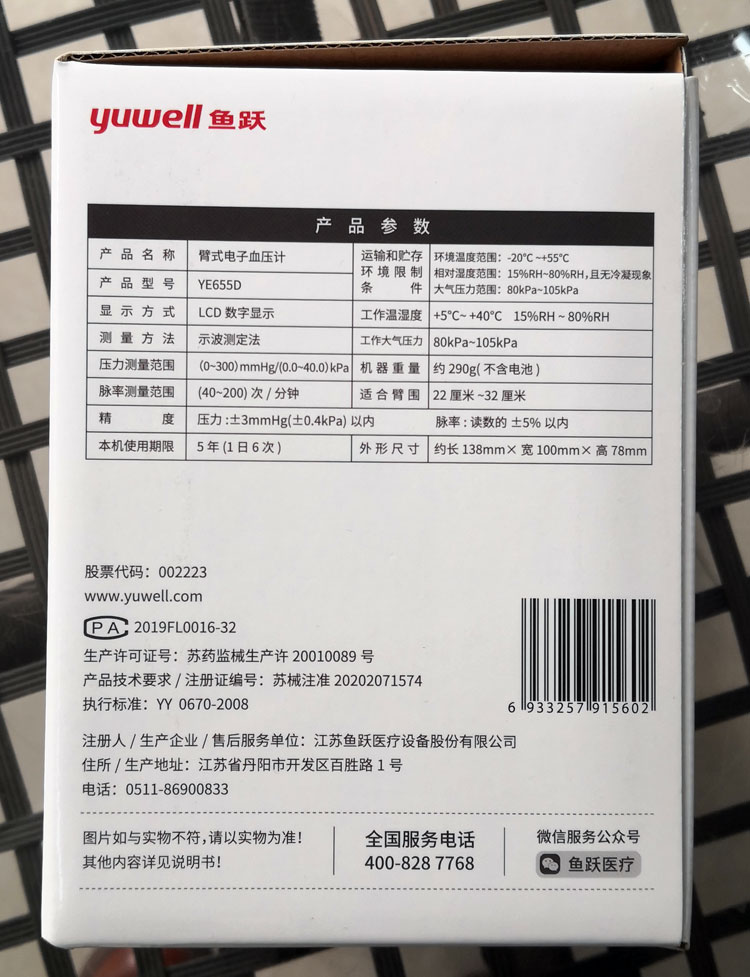 yuwell 鱼跃
产品参数
产品名称 臂式电子血压计
产品型号 YE655D
运输和贮存环境限制条件 环境温度范围：-20℃ ~+55℃
相对湿度范围：15%RH~80%RH，且无冷凝现象
大气压力范围：80kPa~105kPa
显示方式 LCD 数字显示 工作温湿度 +5℃~ +40℃ 15%RH ~ 80%RH
测量方法 示波测定法 工作大气压力 80kPa~105kPa
压力测量范围 (0~300)mmHg/(0.0~40.0)kPa 机器重量 约 290g( 不含电池 )
脉率测量范围 (40~200) 次 / 分钟 适合臂围 22 厘米 ~32 厘米
精度 压力 :±3mmHg(±0.4kPa) 以内 脉率 : 读数的 ±5% 以内
本机使用期限 5 年 (1 日 6 次 ) 外形尺寸 约长 138mm× 宽 100mm× 高 78mm
股票代码：002223
www.yuwell.com
CPA 2019FL0016-32
生产许可证号：苏药监械生产许 20010089 号
产品技术要求 / 注册证编号：苏械注准 20202071574
执行标准：YY 0670-2008
6 933257 915602
注册人 / 生产企业 / 售后服务单位：江苏鱼跃医疗设备股份有限公司
住所 / 生产地址：江苏省丹阳市开发区百胜路 1 号
电话：0511-86900833
图片如与实物不符,请以实物为准！
其他内容详见说明书！
全国服务电话
400-828 7768
微信服务公众号
鱼跃医疗